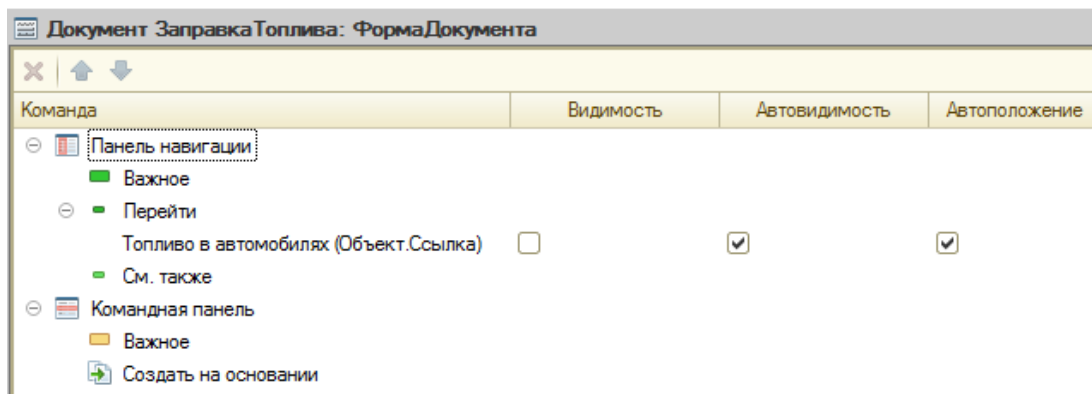 Документ ЗаправкаТоплива: ФормаДокумента
Команда Видимость Автовидимость Автоположение
Панель навигации
Важное
Перейти
Топливо в автомобилях (Объект.Ссылка)
См. также
Командная панель
Важное
Создать на основании